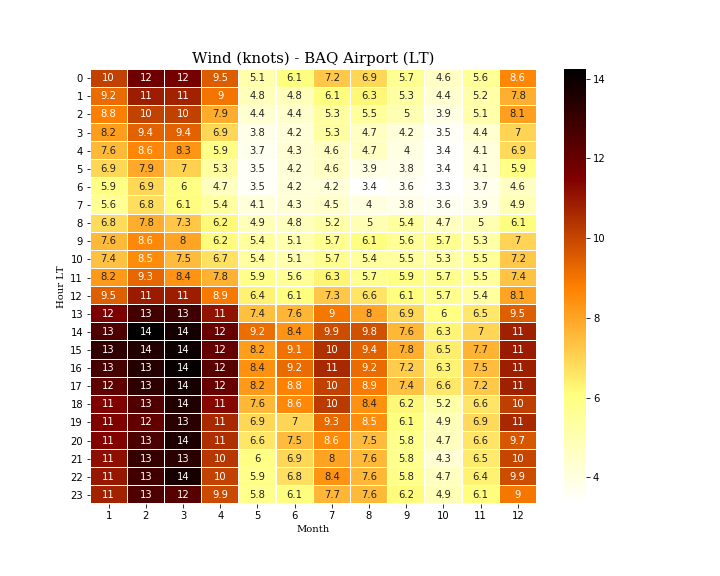 Wind (knots) - BAQ Airport (LT)
0 10 12 12 9.5 5.1 6.1 7.2 6.9 5.7 4.6 5.6 8.6
1 9.2 11 11 9 4.8 4.8 6.1 6.3 5.3 4.4 5.2 7.8
2 8.8 10 10 7.9 4.4 4.4 5.3 5.5 5 3.9 5.1 8.1
3 8.2 9.4 9.4 6.9 3.8 4.2 5.3 4.7 4.2 3.5 4.4 7
4 7.6 8.6 8.3 5.9 3.7 4.3 4.6 4.7 4 3.4 4.1 6.9
5 6.9 7.9 7 5.3 3.5 4.2 4.6 3.9 3.8 3.4 4.1 5.9
6 5.9 6.9 6 4.7 3.5 4.2 4.2 3.4 3.6 3.3 3.7 4.6
7 5.6 6.8 6.1 5.4 4.1 4.3 4.5 4 3.8 3.6 3.9 4.9
8 6.8 7.8 7.3 6.2 4.9 4.8 5.2 5 5.4 4.7 5 6.1
9 7.6 8.6 8 6.2 5.4 5.1 5.7 6.1 5.6 5.7 5.3 7
10 7.4 8.5 7.5 6.7 5.4 5.1 5.7 5.4 5.5 5.3 5.5 7.2
11 8.2 9.3 8.4 7.8 5.9 5.6 6.3 5.7 5.9 5.7 5.5 7.4
12 9.5 11 11 8.9 6.4 6.1 7.3 6.6 6.1 5.7 5.4 8.1
13 12 13 13 11 7.4 7.6 9 8 6.9 6 6.5 9.5
14 13 14 14 12 9.2 8.4 9.9 9.8 7.6 6.3 7 11
15 13 14 14 12 8.2 9.1 10 9.4 7.8 6.5 7.7 11
16 13 13 14 12 8.4 9.2 11 9.2 7.2 6.3 7.5 11
17 12 13 14 12 8.2 8.8 10 8.9 7.4 6.6 7.2 11
18 11 13 14 11 7.6 8.6 10 8.4 6.2 5.2 6.6 10
19 11 12 13 11 6.9 7 9.3 8.5 6.1 4.9 6.9 11
20 11 13 14 11 6.6 7.5 8.6 7.5 5.8 4.7 6.6 9.7
21 11 13 13 10 6 6.9 8 7.6 5.8 4.3 6.5 10
22 11 13 14 10 5.9 6.8 8.4 7.6 5.8 4.7 6.4 9.9
23 11 13 12 9.9 5.8 6.1 7.7 7.6 6.2 4.9 6.1 9
1 2 3 4 5 6 7 8 9 10 11 12
Month
Hour LT
14
12
10
8
6
4